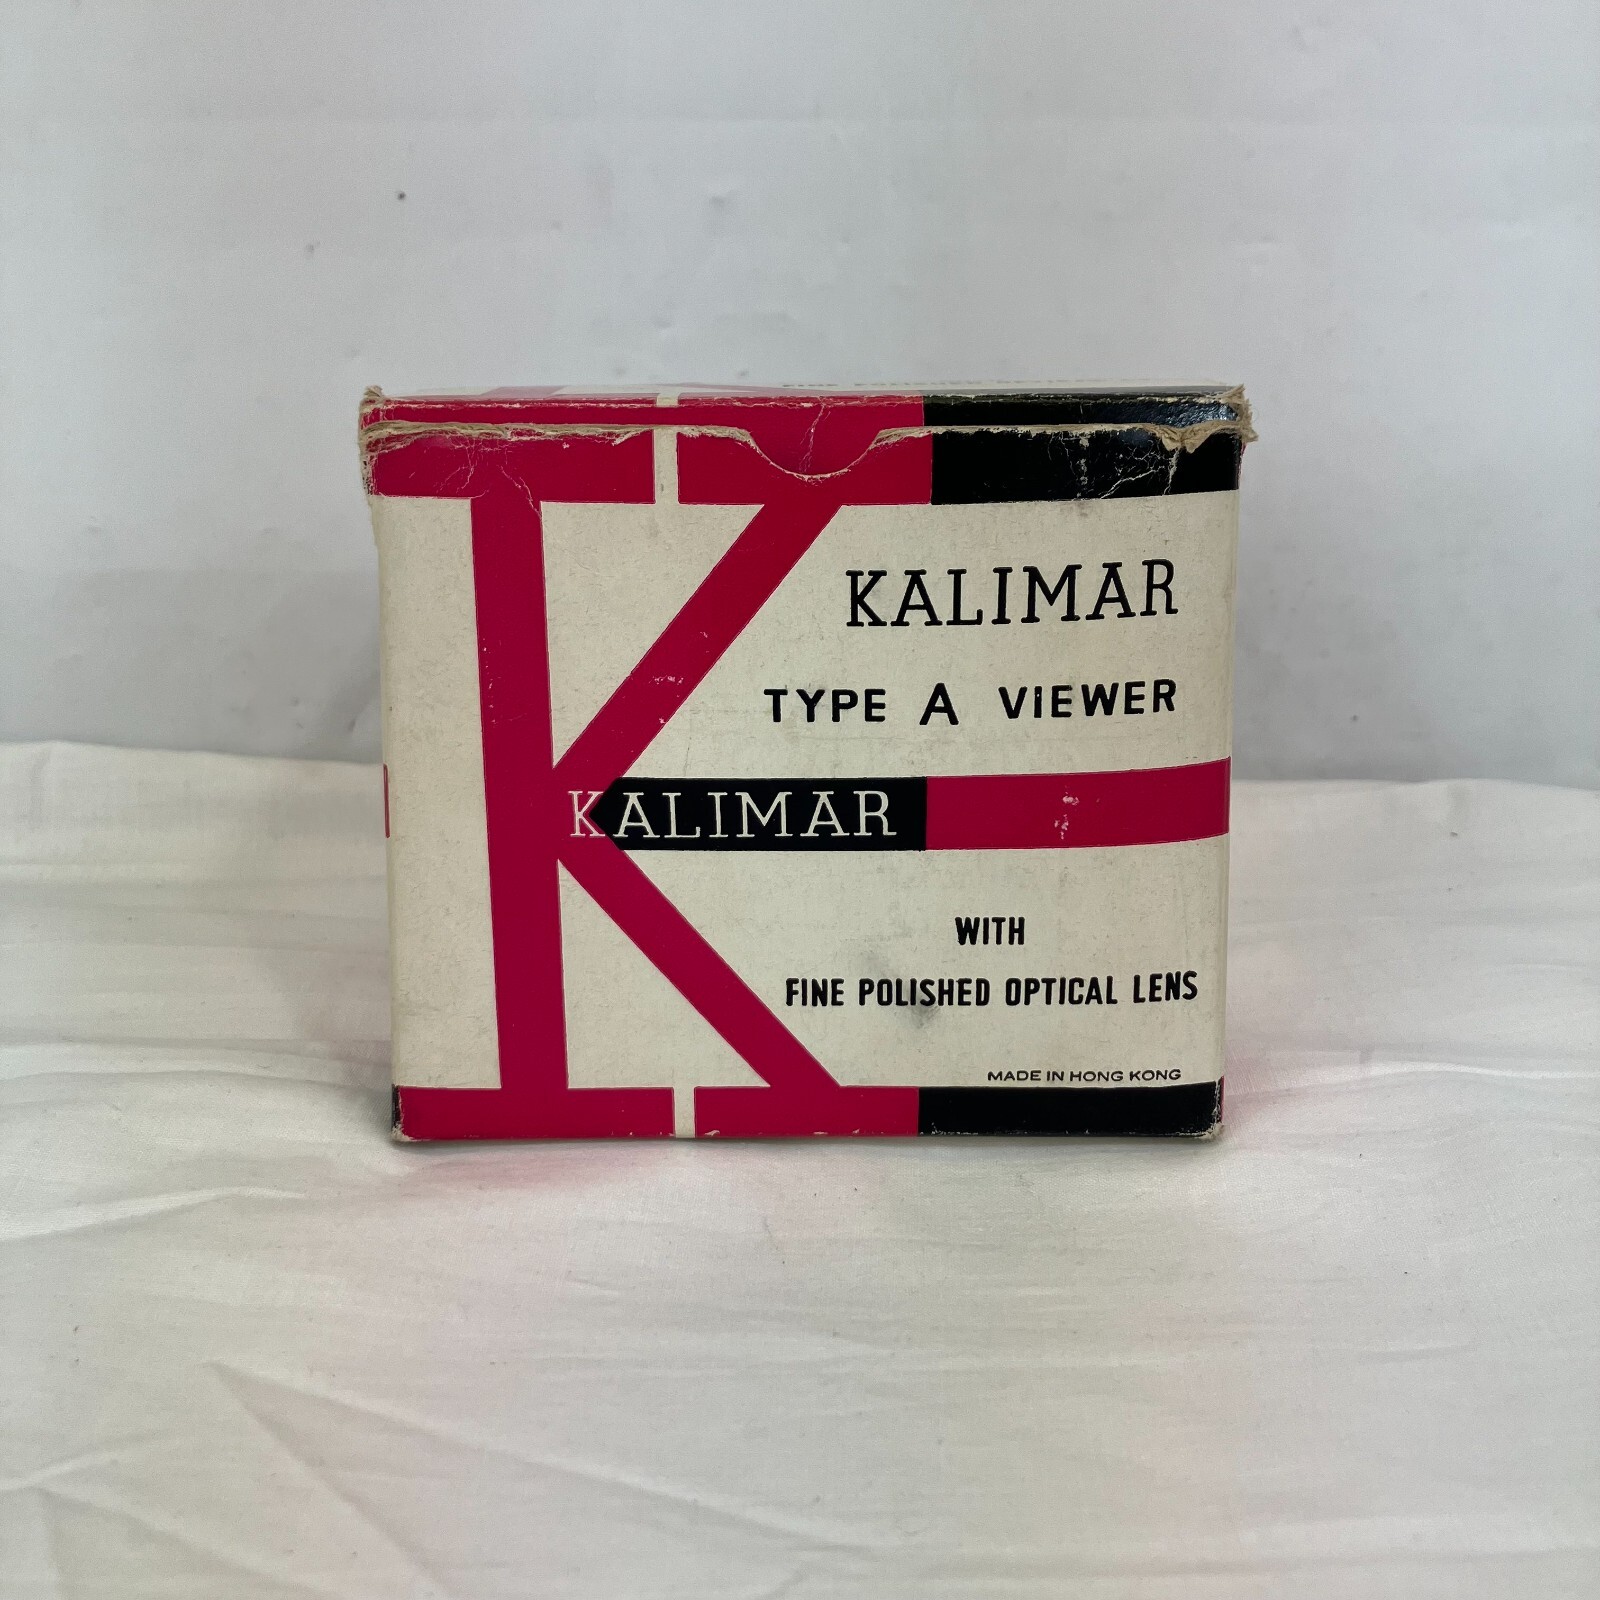 KALIMAR
TYPE A VIEWER
KALIMAR
WITH
FINE POLISHED OPTICAL LENS
MADE IN HONG KONG